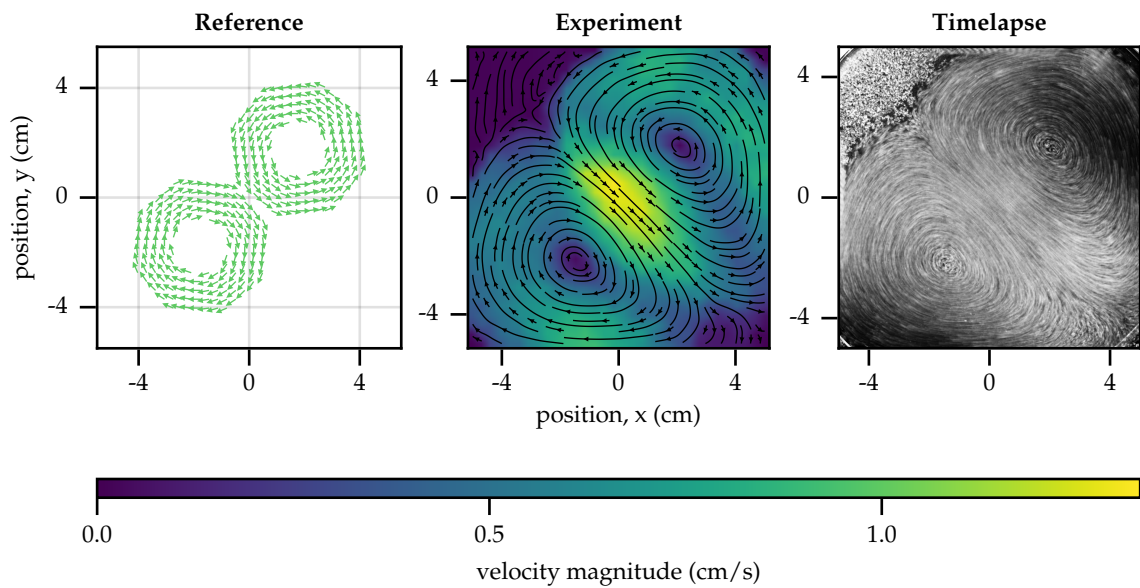 Reference Experiment Timelapse
position, y (cm)
4 4 4
0 0 0
-4 -4 -4
-4 0 4 -4 0 4 -4 0 4
position, x (cm)
0.0 0.5 1.0
velocity magnitude (cm/s)